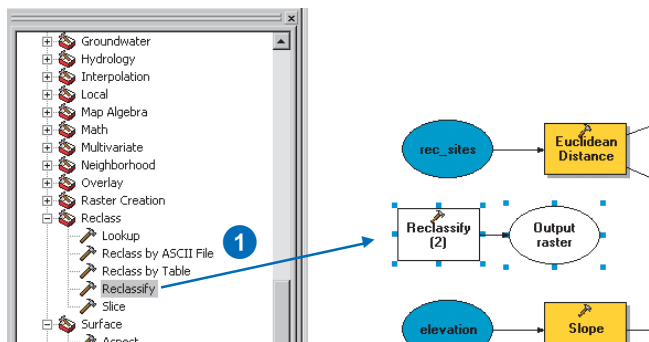 Groundwater
Hydrology
Interpolation
Local
Map Algebra
Math
Multivariate
Neighborhood
Overlay
Raster Creation
Reclass
Lookup
Reclass by ASCII File
Reclass by Table
Reclassify
Slice
Surface
Aspect
1
rec_sites
Euclidean
Distance
Reclassify
(2)
Output
raster
elevation
Slope